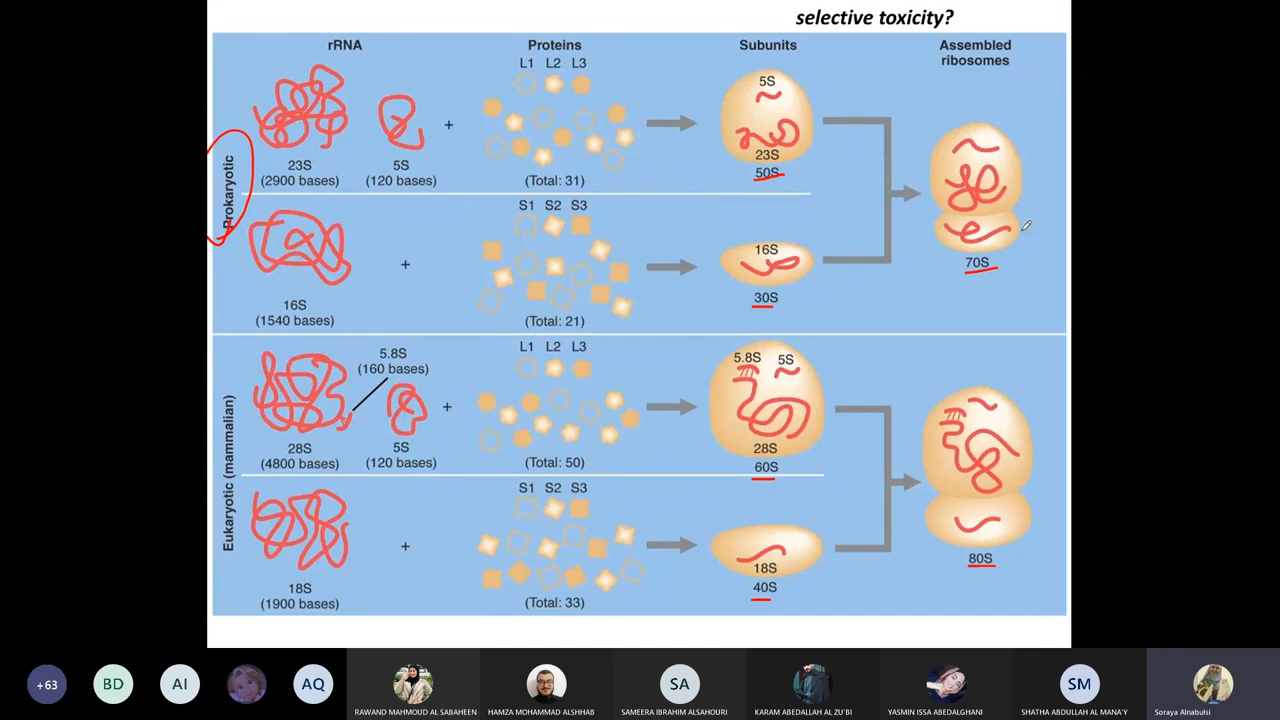 selective toxicity?
rRNA
Proteins
Subunits
Assembled
ribosomes
Prokaryotic
L1 L2 L3
5S
23S
(2900 bases)
5S
(120 bases)
+
(Total: 31)
23S
50S
S1 S2 S3
16S
(1540 bases)
+
(Total: 21)
16S
30S
70S
Eukaryotic (mammalian)
5.8S
(160 bases)
L1 L2 L3
5.8S 5S
28S
(4800 bases)
5S
(120 bases)
+
(Total: 50)
28S
60S
S1 S2 S3
18S
(1900 bases)
+
(Total: 33)
18S
40S
80S
+63
BD
AI
AQ
RAWAND MAHMOUD AL SABAHEEN
HAMZA MOHAMMAD ALSHHAB
SA
SAMEERA IBRAHIM ALSAHOURI
KARAM ABEDALLAH AL ZU'BI
YASMIN ISSA ABEDALGHANI
SM
SHATHA ABDULLAH AL MANA'Y
Soraya Alnabulsi